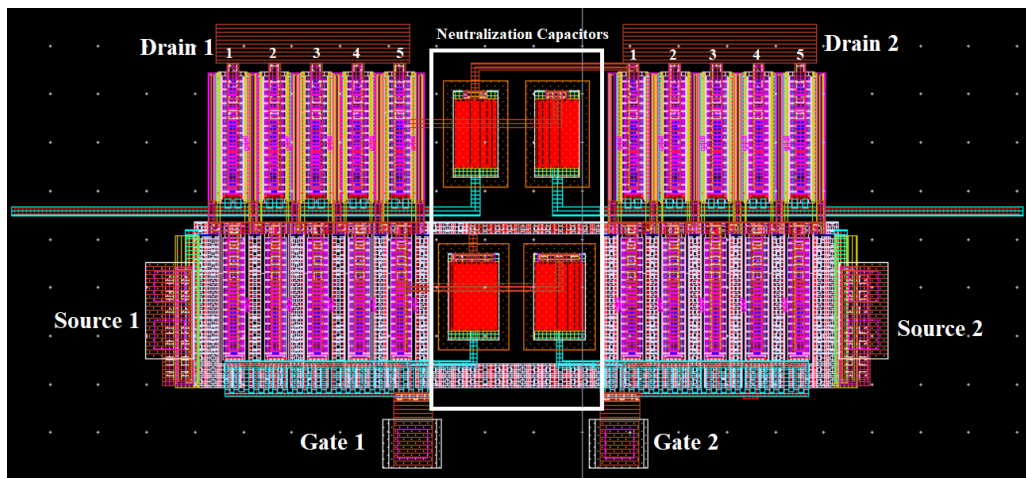 Neutralization Capacitors
Drain 1
Drain 2
1 2 3 4 5
1 2 3 4 5
Source 1
Source 2
Gate 1
Gate 2